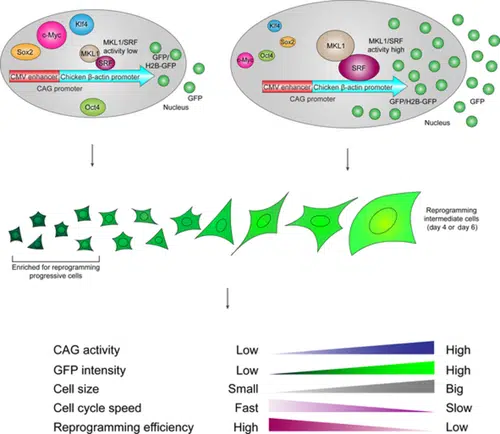 Klf4
c-Myc
Sox2
MKL1
SRF
MKL1/SRF
activity low
GFP/
H2B-GFP
CMV enhancer
Chicken β-actin promoter
CAG promoter
Oct4
GFP
Nucleus
Klf4
Sox2
c-Myc
Oct4
MKL1
SRF
MKL1/SRF
activity high
CMV enhancer
Chicken β-actin promoter
CAG promoter
GFP/H2B-GFP
GFP
Nucleus
Reprogramming
intermediate cells
(day 4 or day 6)
Enriched for reprogramming
progressive cells
CAG activity Low High
GFP intensity Low High
Cell size Small Big
Cell cycle speed Fast Slow
Reprogramming efficiency High Low